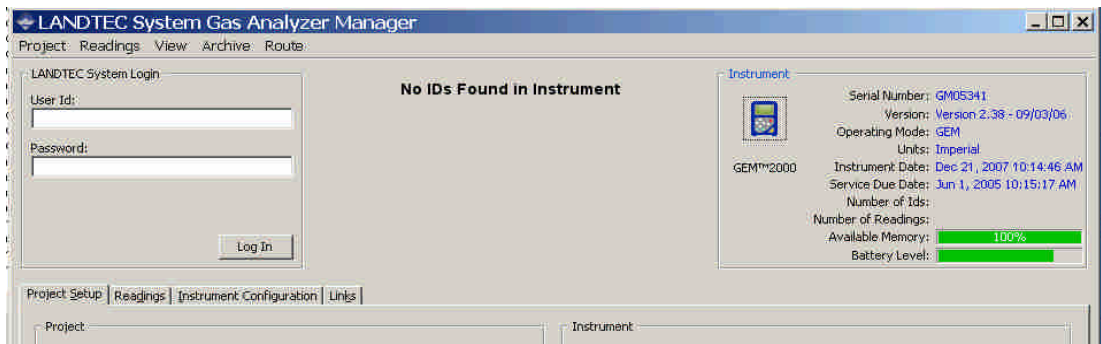 LANDTEC System Gas Analyzer Manager
Project Readings View Archive Route
LANDTEC System Login
User Id:
Password:
Log In
No IDs Found in Instrument
Instrument
GEM™2000
Serial Number: GM05341
Version: Version 2.38 - 09/03/06
Operating Mode: GEM
Units: Imperial
Instrument Date: Dec 21, 2007 10:14:46 AM
Service Due Date: Jun 1, 2005 10:15:17 AM
Number of Ids:
Number of Readings:
Available Memory: 100%
Battery Level:
Project Setup Readings Instrument Configuration Links
Project
Instrument